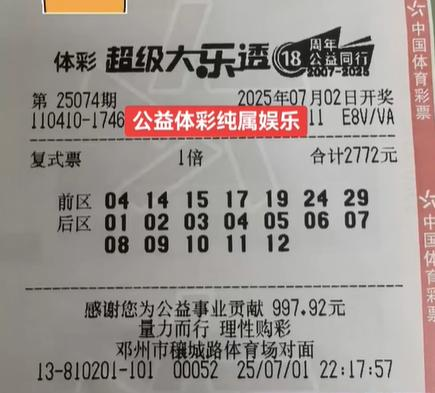 体彩 超级大乐透 18 周年 公益同行 2007-2025
第 25074期 2025年07月02日开奖
110410-1746 11 E8V/VA
公益体彩纯属娱乐
复式票 1倍 合计2772元
前区 04 14 15 17 19 24 29
后区 01 02 03 04 05 06 07
08 09 10 11 12
感谢您为公益事业贡献 997.92元
量力而行 理性购彩
邓州市穰城路体育场对面
13-810201-101 00052 25/07/01 22:17:57
中国体育彩票
中国体育彩票